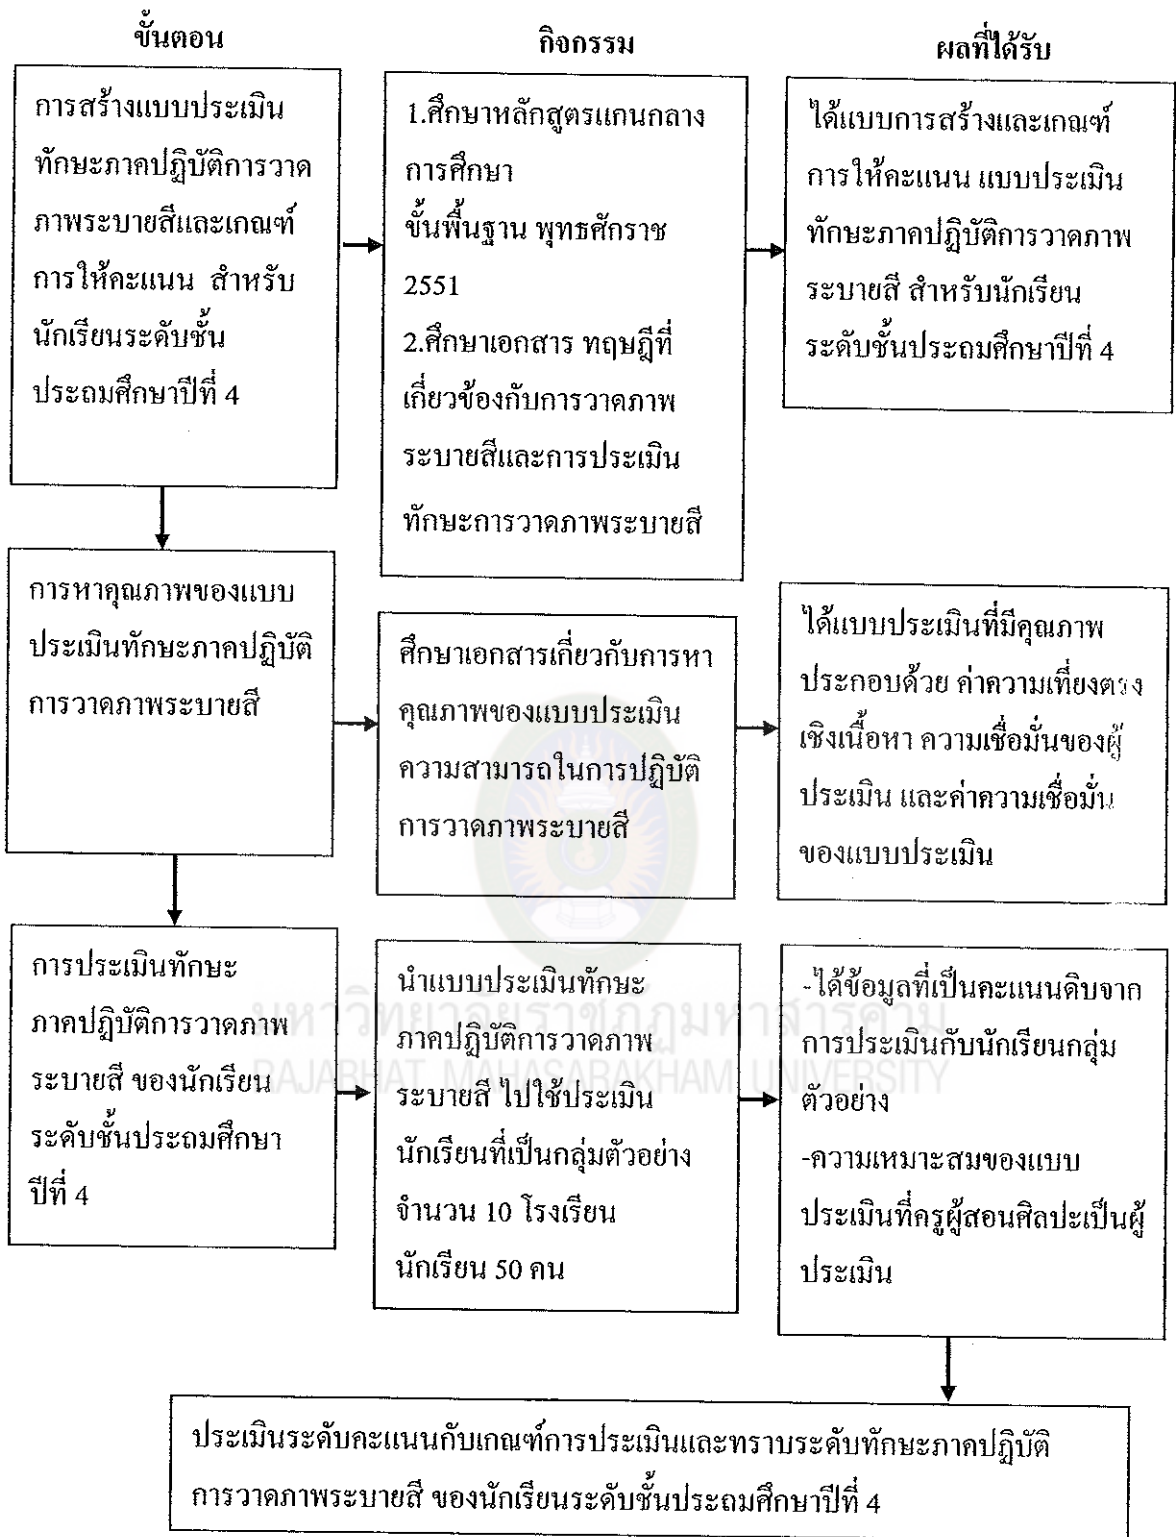 ขั้นตอน
กิจกรรม
ผลที่ได้รับ
การสร้างแบบประเมิน
ทักษะภาคปฏิบัติการวาด
ภาพระบายสีและเกณฑ์
การให้คะแนน สำหรับ
นักเรียนระดับชั้น
ประถมศึกษาปีที่ 4
1.ศึกษาหลักสูตรแกนกลาง
การศึกษา
ขั้นพื้นฐาน พุทธศักราช
2551
2.ศึกษาเอกสาร ทฤษฎีที่
เกี่ยวข้องกับการวาดภาพ
ระบายสีและการประเมิน
ทักษะการวาดภาพระบายสี
ได้แบบการสร้างและเกณฑ์
การให้คะแนน แบบประเมิน
ทักษะภาคปฏิบัติการวาดภาพ
ระบายสี สำหรับนักเรียน
ระดับชั้นประถมศึกษาปีที่ 4
การหาคุณภาพของแบบ
ประเมินทักษะภาคปฏิบัติ
การวาดภาพระบายสี
ศึกษาเอกสารเกี่ยวกับการหา
คุณภาพของแบบประเมิน
ความสามารถในการปฏิบัติ
การวาดภาพระบายสี
ได้แบบประเมินที่มีคุณภาพ
ประกอบด้วย ค่าความเที่ยงตรง
เชิงเนื้อหา ความเชื่อมั่นของผู้
ประเมิน และค่าความเชื่อมั่น
ของแบบประเมิน
การประเมินทักษะ
ภาคปฏิบัติการวาดภาพ
ระบายสี ของนักเรียน
ระดับชั้นประถมศึกษา
ปีที่ 4
นำแบบประเมินทักษะ
ภาคปฏิบัติการวาดภาพ
ระบายสี ไปใช้ประเมิน
นักเรียนที่เป็นกลุ่มตัวอย่าง
จำนวน 10 โรงเรียน
นักเรียน 50 คน
-ได้ข้อมูลที่เป็นคะแนนดิบจาก
การประเมินกับนักเรียนกลุ่ม
ตัวอย่าง
-ความเหมาะสมของแบบ
ประเมินที่ครูผู้สอนศิลปะเป็นผู้
ประเมิน
มหาวิทยาลัยราชภัฏมหาสารคาม
RAJABHAT MAHASARAKHAM UNIVERSITY
ประเมินระดับคะแนนกับเกณฑ์การประเมินและทราบระดับทักษะภาคปฏิบัติ
การวาดภาพระบายสี ของนักเรียนระดับชั้นประถมศึกษาปีที่ 4